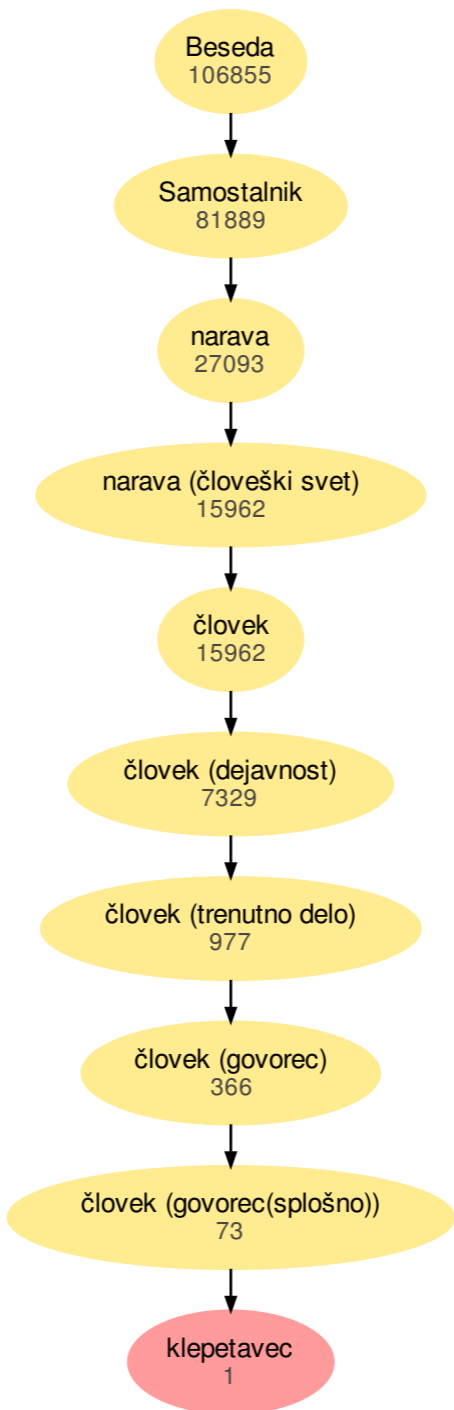 Beseda
106855
Samostalnik
81889
narava
27093
narava (človeški svet)
15962
človek
15962
človek (dejavnost)
7329
človek (trenutno delo)
977
človek (govorec)
366
človek (govorec(splošno))
73
klepetavec
1